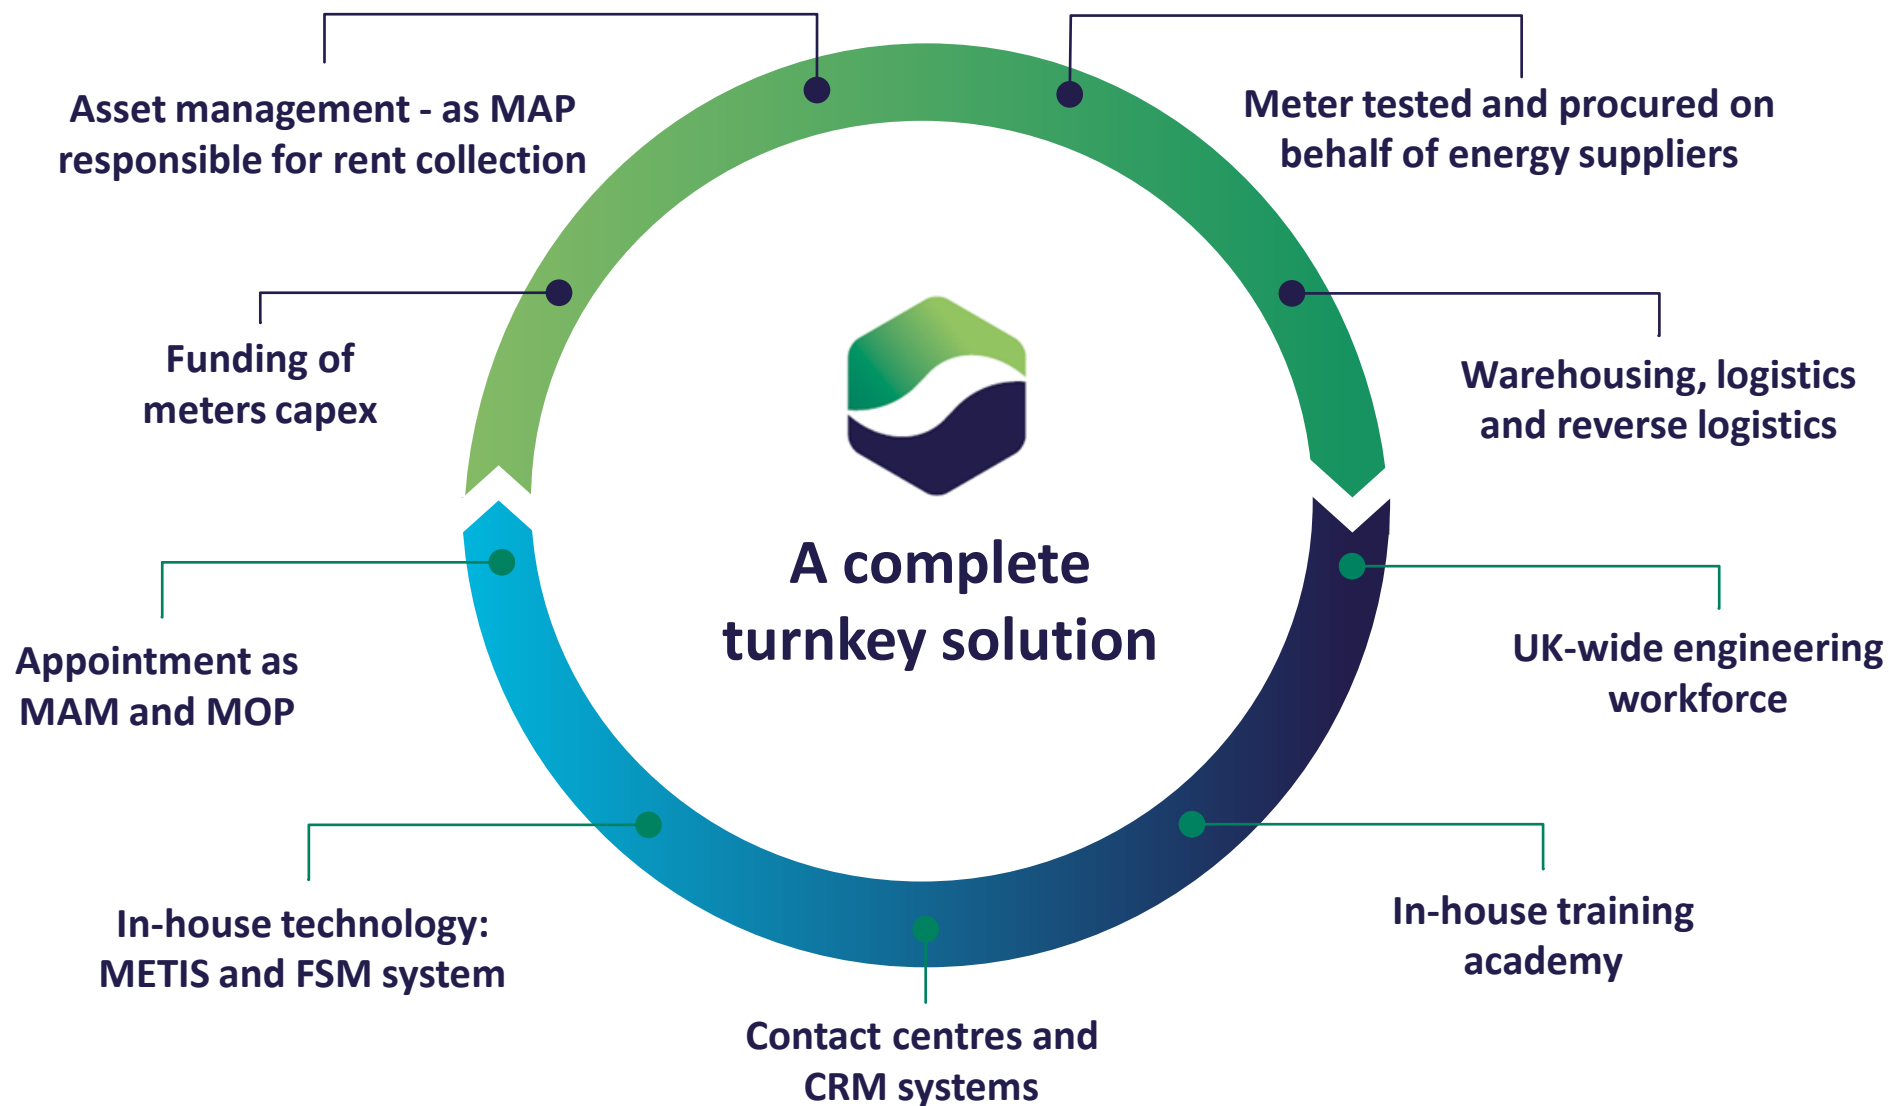 Asset management - as MAP
responsible for rent collection
Meter tested and procured on
behalf of energy suppliers
Funding of
meters capex
Warehousing, logistics
and reverse logistics
A complete
turnkey solution
Appointment as
MAM and MOP
UK-wide engineering
workforce
In-house technology:
METIS and FSM system
In-house training
academy
Contact centres and
CRM systems